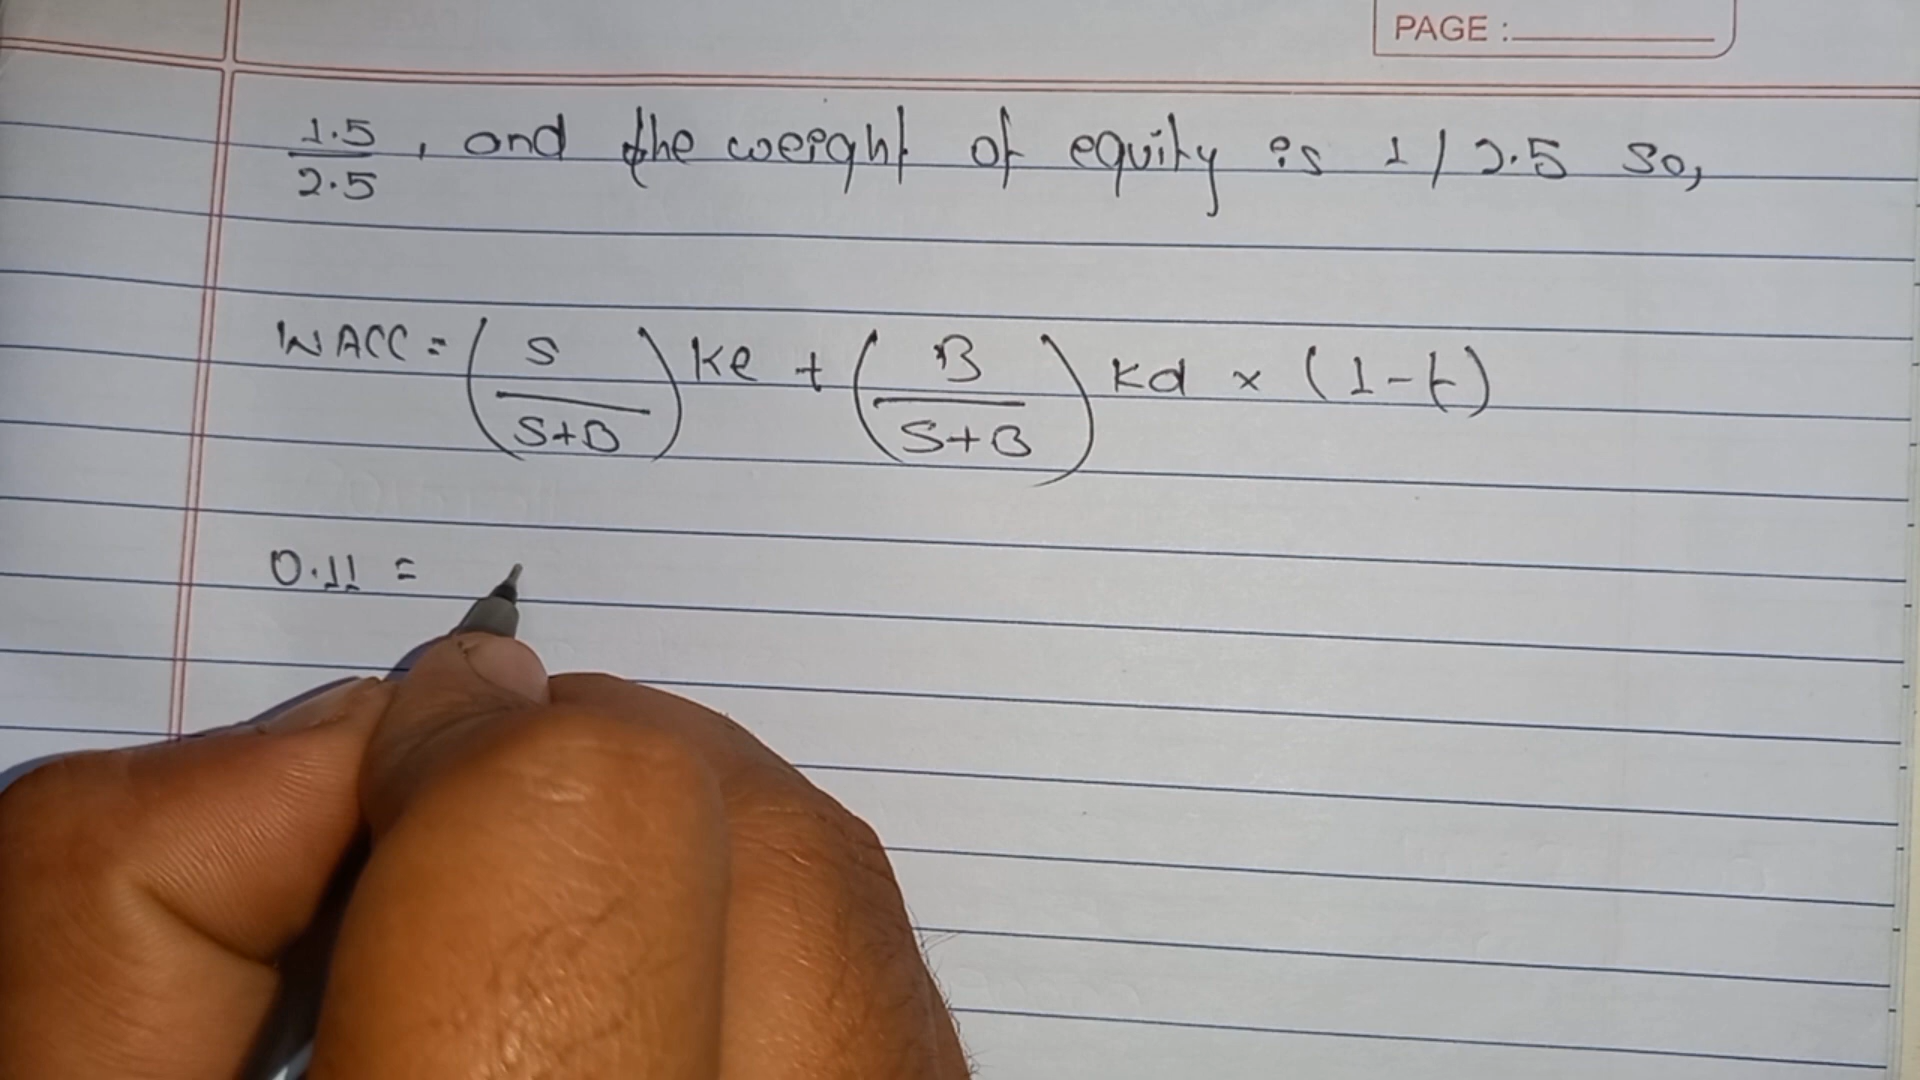 PAGE :
1.5/2.5, and the weight of equity is 1/2.5 so,
WACC = (S/(S+B)) Ke + (B/(S+B)) Kd × (1-t)
0.11 =